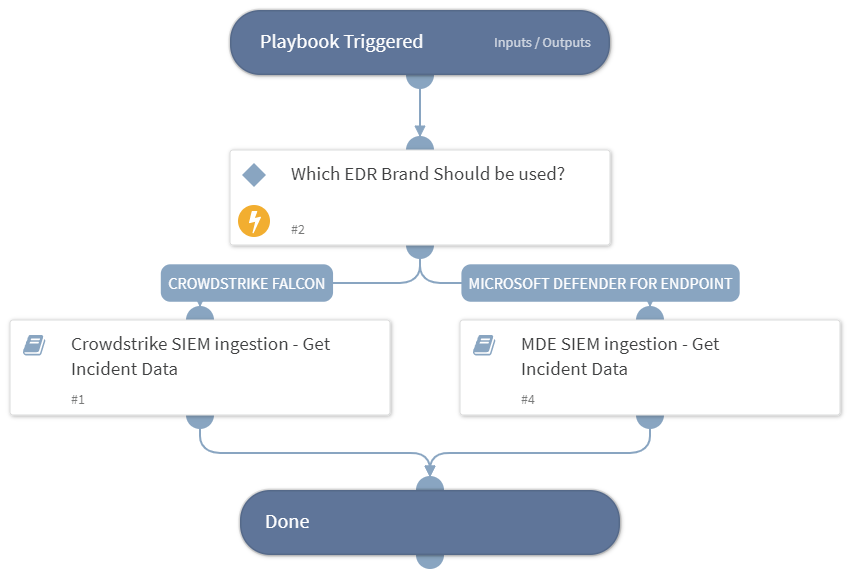 Playbook Triggered
Inputs / Outputs
Which EDR Brand Should be used?
#2
CROWDSTRIKE FALCON
MICROSOFT DEFENDER FOR ENDPOINT
Crowdstrike SIEM ingestion - Get
Incident Data
#1
MDE SIEM ingestion - Get
Incident Data
#4
Done